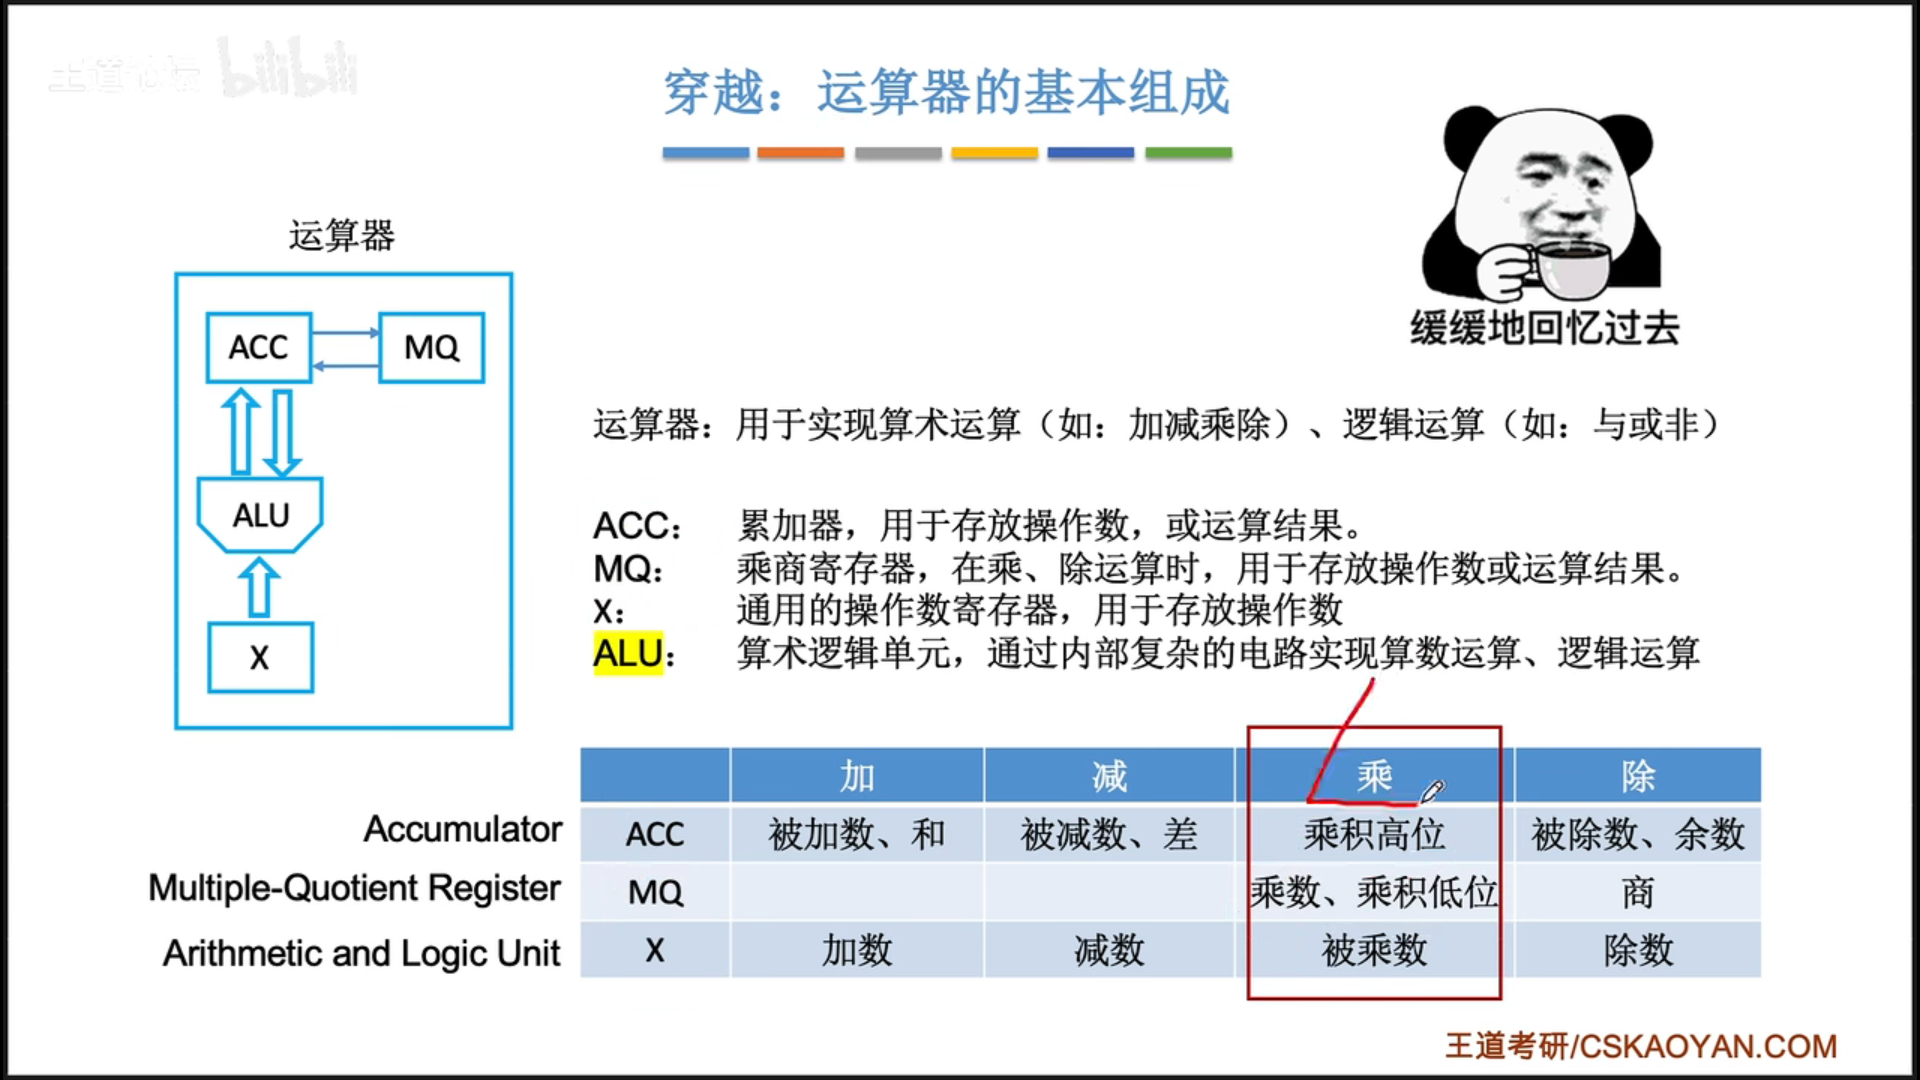 王道论坛 bilibili
穿越：运算器的基本组成
缓缓地回忆过去
运算器
ACC
MQ
ALU
X
运算器：用于实现算术运算（如：加减乘除）、逻辑运算（如：与或非）
ACC： 累加器，用于存放操作数，或运算结果。
MQ： 乘商寄存器，在乘、除运算时，用于存放操作数或运算结果。
X： 通用的操作数寄存器，用于存放操作数
ALU： 算术逻辑单元，通过内部复杂的电路实现算数运算、逻辑运算
加 减 乘 除
Accumulator ACC 被加数、和 被减数、差 乘积高位 被除数、余数
Multiple-Quotient Register MQ 乘数、乘积低位 商
Arithmetic and Logic Unit X 加数 减数 被乘数 除数
王道考研/CSKAOYAN.COM